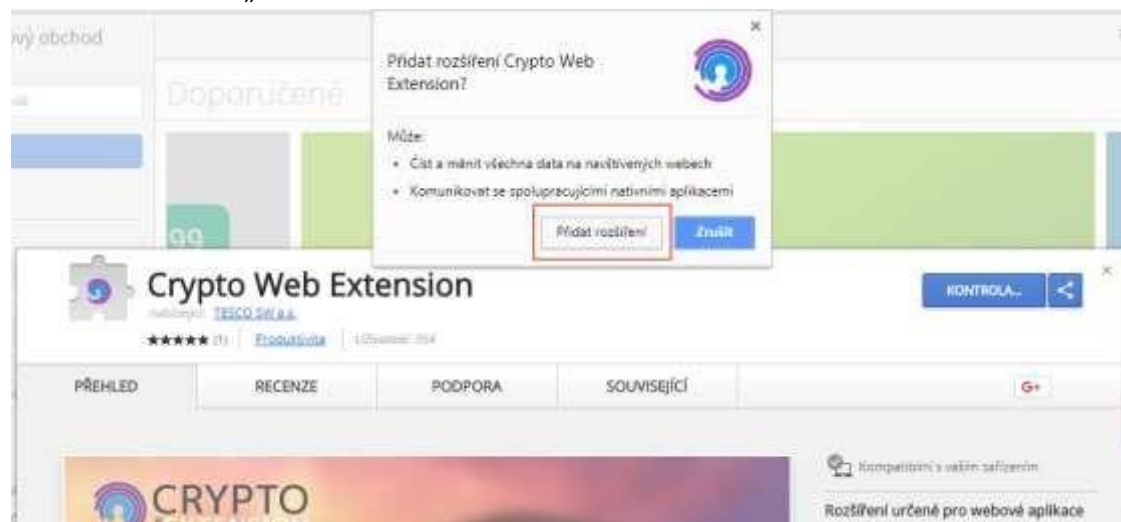 „
vý obchod
Doporučené
Přidat rozšíření Crypto Web
Extension?
Může:
• Číst a měnit všechna data na navštívených webech
• Komunikovat se spolupracujícími nativními aplikacemi
Přidat rozšíření
Zrušit
99
Crypto Web Extension
TESCO SW a.s.
KONTROLA...
★★★★★ (1)
Produktivita
PŘEHLED
RECENZE
PODPORA
SOUVISEJÍCÍ
G+
Kompatibilní s vaším zařízením
CRYPTO
Rozšíření určené pro webové aplikace